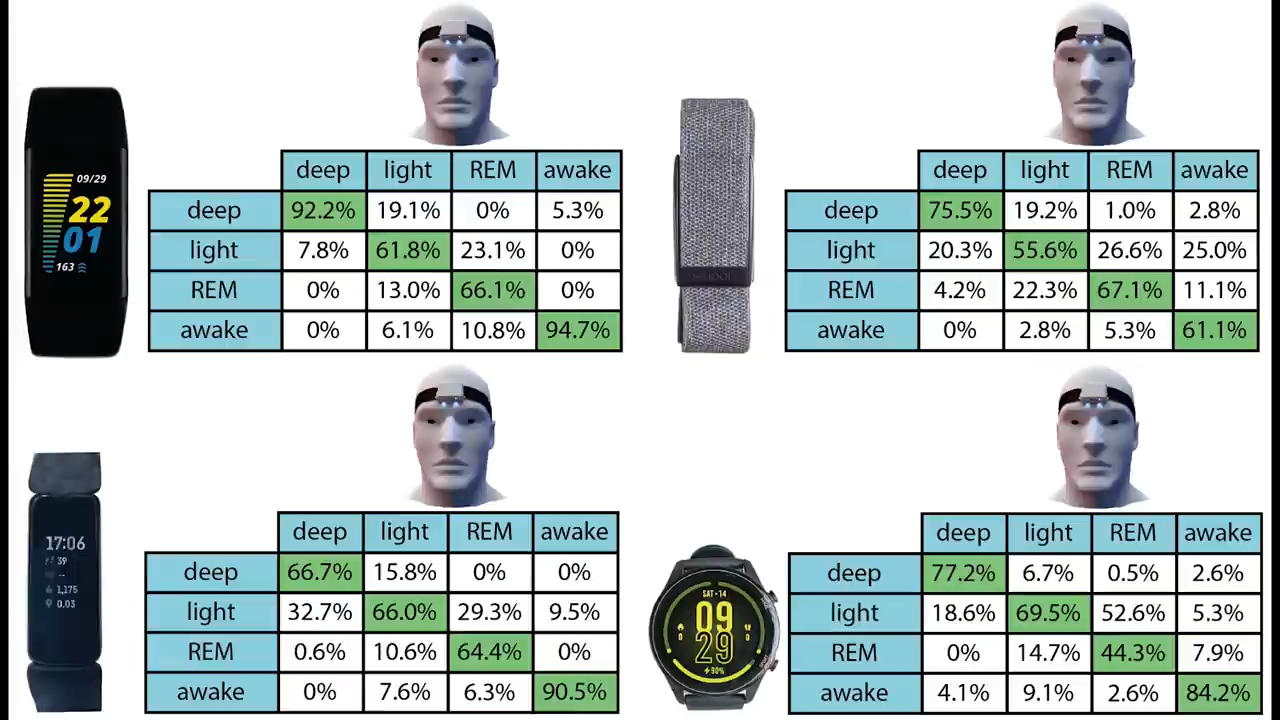 deep light REM awake
deep 92.2% 19.1% 0% 5.3%
light 7.8% 61.8% 23.1% 0%
REM 0% 13.0% 66.1% 0%
awake 0% 6.1% 10.8% 94.7%
09/29
22
01
163
deep light REM awake
deep 75.5% 19.2% 1.0% 2.8%
light 20.3% 55.6% 26.6% 25.0%
REM 4.2% 22.3% 67.1% 11.1%
awake 0% 2.8% 5.3% 61.1%
deep light REM awake
deep 66.7% 15.8% 0% 0%
light 32.7% 66.0% 29.3% 9.5%
REM 0.6% 10.6% 64.4% 0%
awake 0% 7.6% 6.3% 90.5%
17:06
39
--
1,175
0.03
deep light REM awake
deep 77.2% 6.7% 0.5% 2.6%
light 18.6% 69.5% 52.6% 5.3%
REM 0% 14.7% 44.3% 7.9%
awake 4.1% 9.1% 2.6% 84.2%
SAT-14
09
29
0 0
90%